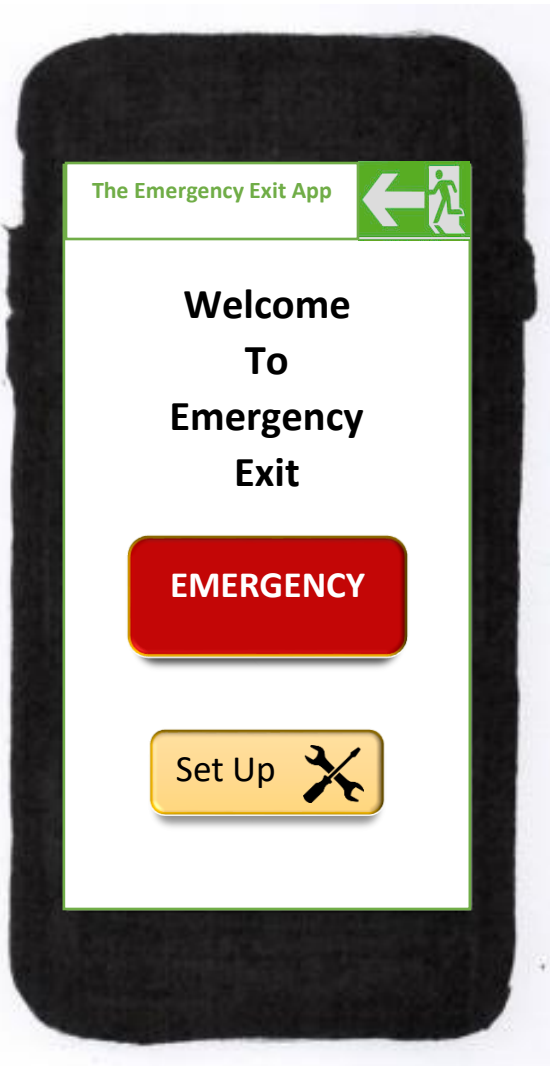 The Emergency Exit App
Welcome
To
Emergency
Exit
EMERGENCY
Set Up